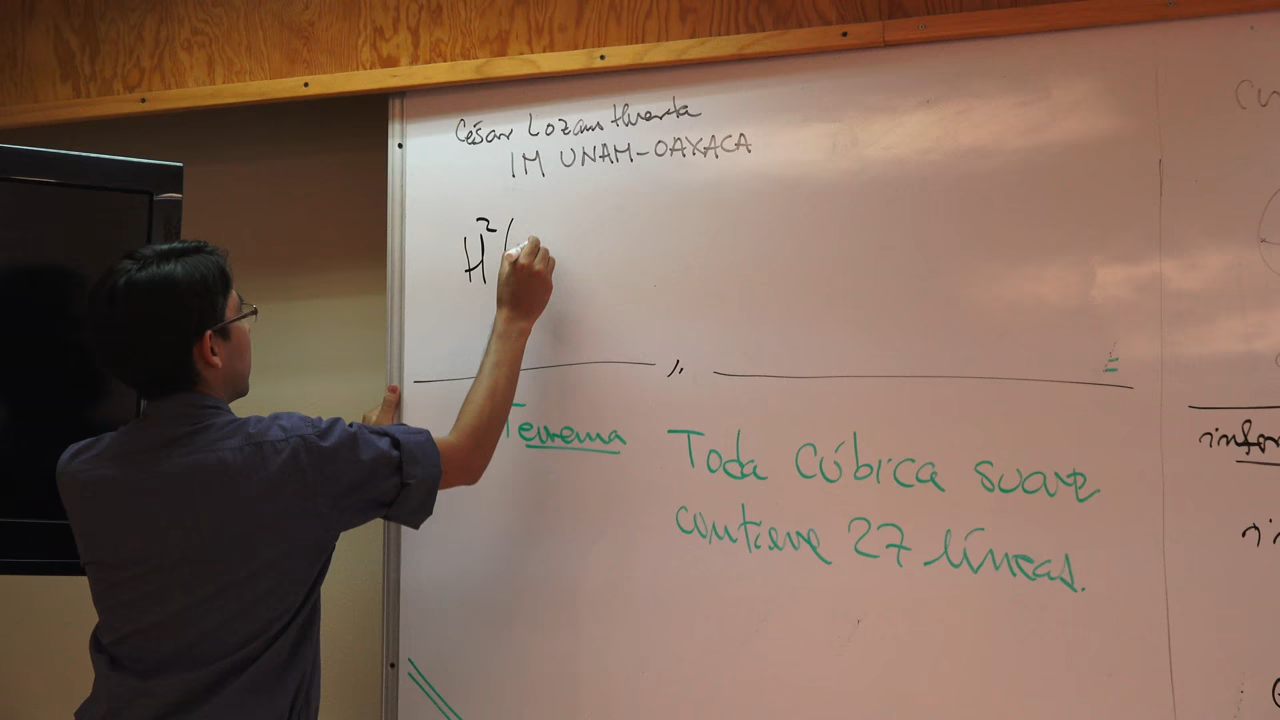 César Lozano Huerta
IM UNAM-OAXACA
H²(
Teorema Toda Cúbica suave
contiene 27 líneas.